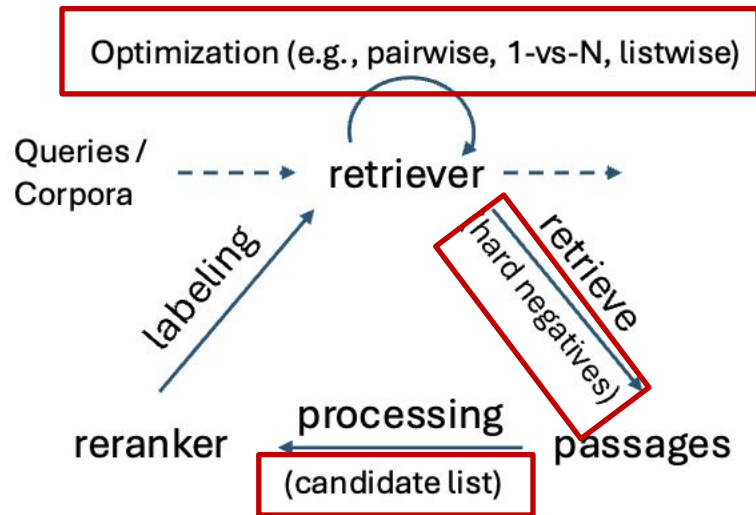 Optimization (e.g., pairwise, 1-vs-N, listwise)
Queries /
Corpora
retriever
labeling
retrieve
(hard negatives)
processing
reranker
passages
(candidate list)